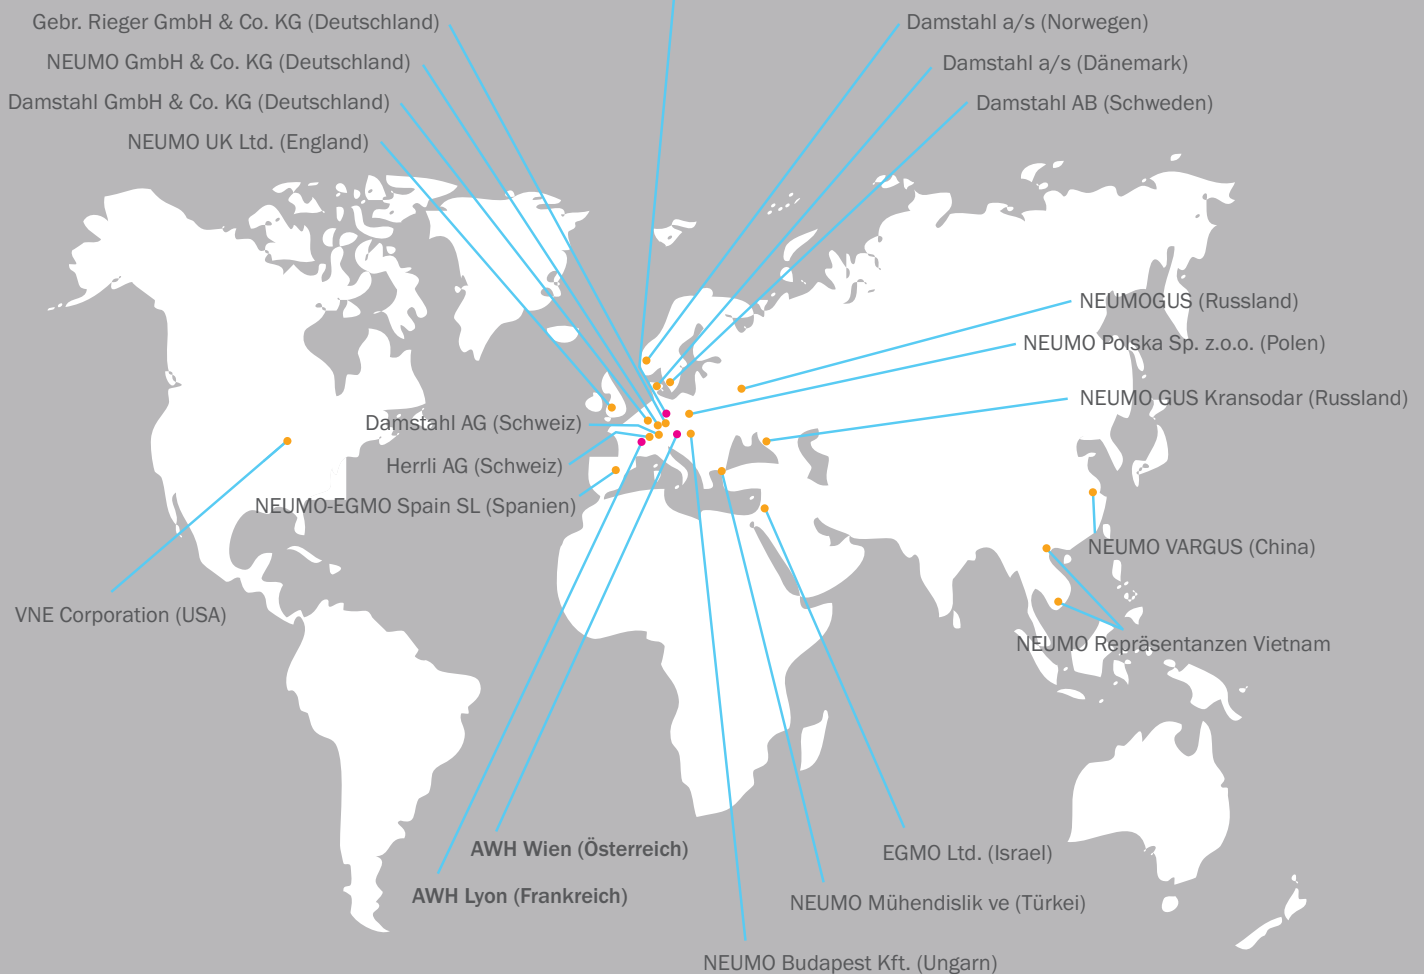 Gebr. Rieger GmbH & Co. KG (Deutschland)
NEUMO GmbH & Co. KG (Deutschland)
Damstahl GmbH & Co. KG (Deutschland)
NEUMO UK Ltd. (England)
Damstahl a/s (Norwegen)
Damstahl a/s (Dänemark)
Damstahl AB (Schweden)
NEUMOGUS (Russland)
NEUMO Polska Sp. z.o.o. (Polen)
NEUMO GUS Kransodar (Russland)
Damstahl AG (Schweiz)
Herrli AG (Schweiz)
NEUMO-EGMO Spain SL (Spanien)
NEUMO VARGUS (China)
VNE Corporation (USA)
NEUMO Repräsentanzen Vietnam
AWH Wien (Österreich)
EGMO Ltd. (Israel)
AWH Lyon (Frankreich)
NEUMO Mühendislik ve (Türkei)
NEUMO Budapest Kft. (Ungarn)